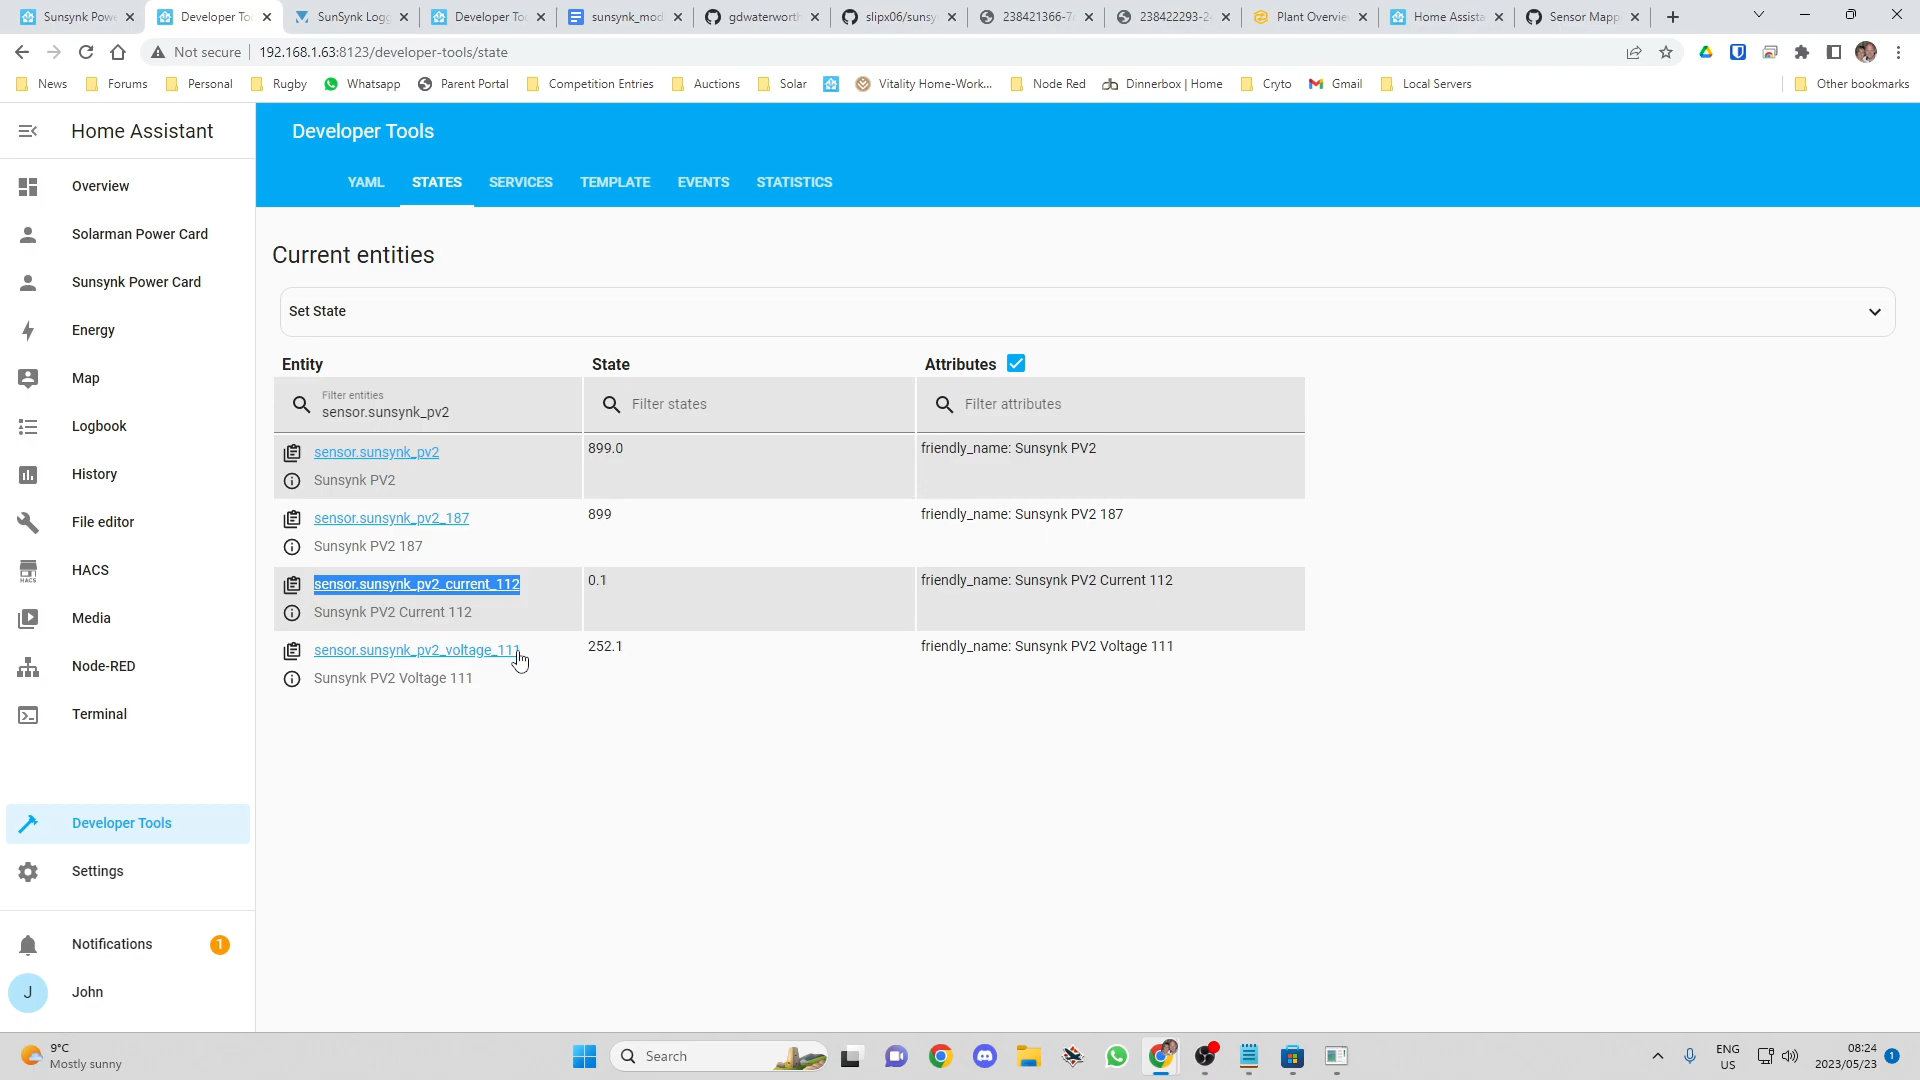 Sunsynk Powe
Developer To
SunSynk Logg
Developer To
sunsynk_mod
gdwaterworth
slipx06/sunsy
238421366-7
238422293-2
Plant Overvie
Home Assista
Sensor Mapp
Not secure
192.168.1.63:8123/developer-tools/state
News
Forums
Personal
Rugby
Whatsapp
Parent Portal
Competition Entries
Auctions
Solar
Vitality Home-Work...
Node Red
Dinnerbox | Home
Cryto
Gmail
Local Servers
Other bookmarks
Home Assistant
Overview
Solarman Power Card
Sunsynk Power Card
Energy
Map
Logbook
History
File editor
HACS
HACS
Media
Node-RED
Terminal
Developer Tools
Settings
Notifications
1
J
John
Developer Tools
YAML
STATES
SERVICES
TEMPLATE
EVENTS
STATISTICS
Current entities
Set State
Entity
State
Attributes
Filter entities
sensor.sunsynk_pv2
Filter states
Filter attributes
sensor.sunsynk_pv2
Sunsynk PV2
899.0
friendly_name: Sunsynk PV2
sensor.sunsynk_pv2_187
Sunsynk PV2 187
899
friendly_name: Sunsynk PV2 187
sensor.sunsynk_pv2_current_112
Sunsynk PV2 Current 112
0.1
friendly_name: Sunsynk PV2 Current 112
sensor.sunsynk_pv2_voltage_111
Sunsynk PV2 Voltage 111
252.1
friendly_name: Sunsynk PV2 Voltage 111
9°C
Mostly sunny
Search
ENG
US
08:24
2023/05/23
1